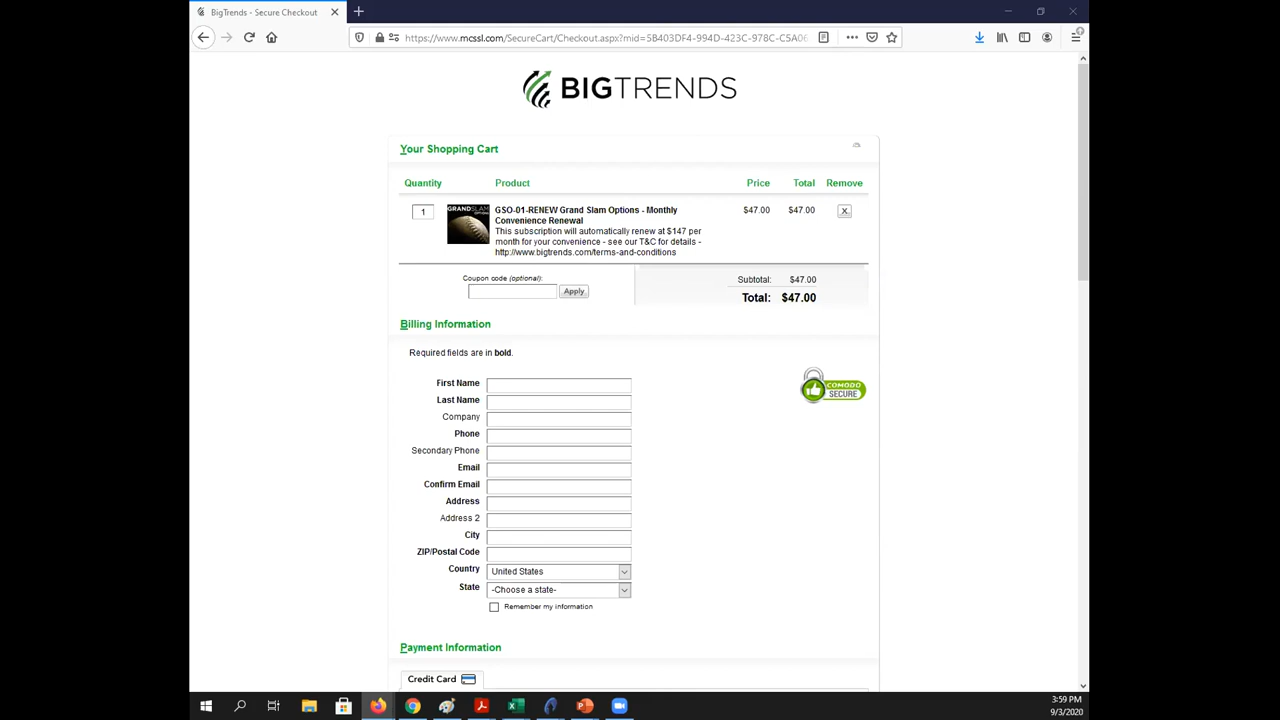 BigTrends - Secure Checkout
https://www.mcssl.com/SecureCart/Checkout.aspx?mid=5B403DF4-994D-423C-978C-C5A06
BIGTRENDS
Your Shopping Cart
Quantity Product Price Total Remove
1 GRANDSLAM GSO-01-RENEW Grand Slam Options - Monthly $47.00 $47.00 X
Convenience Renewal
This subscription will automatically renew at $147 per
month for your convenience - see our T&C for details -
http://www.bigtrends.com/terms-and-conditions
Coupon code (optional): Subtotal: $47.00
Apply Total: $47.00
Billing Information
Required fields are in bold.
COMODO
SECURE
First Name
Last Name
Company
Phone
Secondary Phone
Email
Confirm Email
Address
Address 2
City
ZIP/Postal Code
Country United States
State -Choose a state-
Remember my information
Payment Information
Credit Card
3:59 PM
9/3/2020